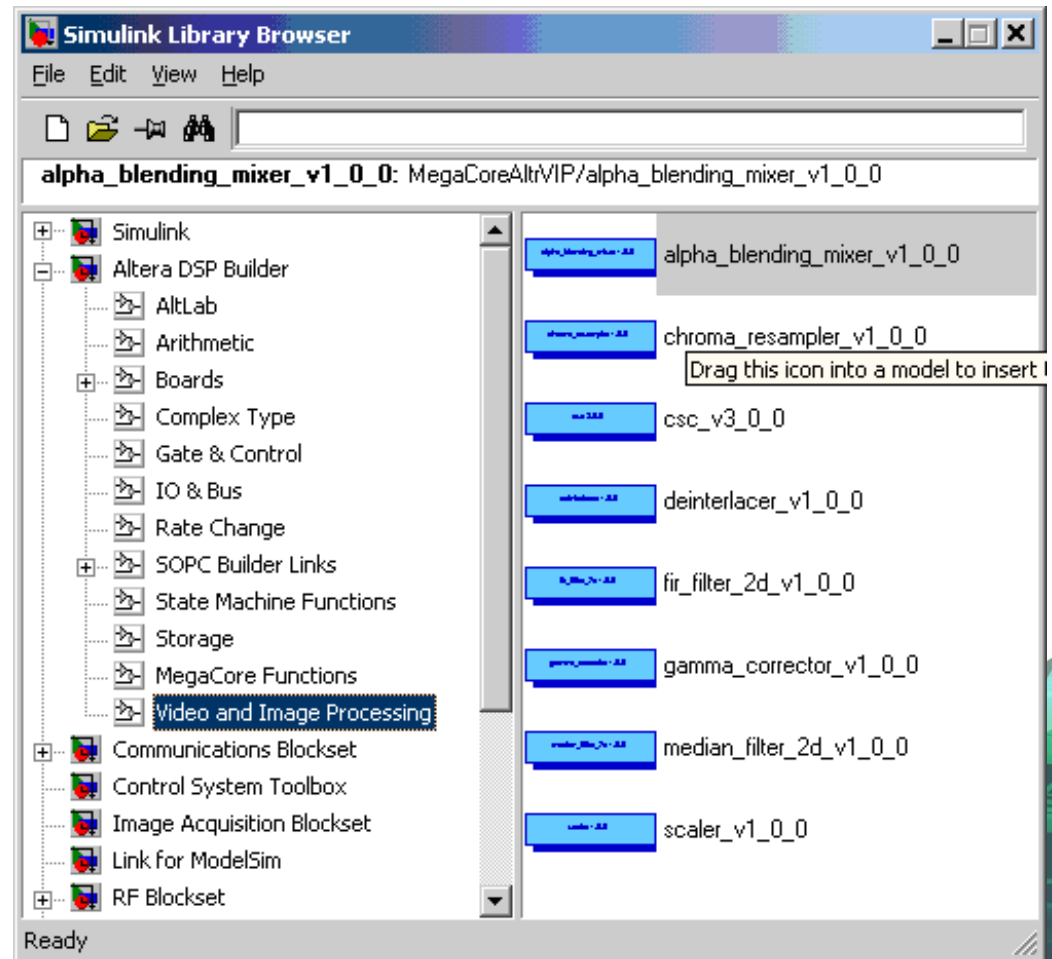 Simulink Library Browser
File Edit View Help
alpha_blending_mixer_v1_0_0: MegaCoreAltrVIP/alpha_blending_mixer_v1_0_0
Simulink
Altera DSP Builder
AltLab
Arithmetic
Boards
Complex Type
Gate & Control
IO & Bus
Rate Change
SOPC Builder Links
State Machine Functions
Storage
MegaCore Functions
Video and Image Processing
Communications Blockset
Control System Toolbox
Image Acquisition Blockset
Link for ModelSim
RF Blockset
alpha_blending_mixer_v1_0_0
chroma_resampler_v1_0_0
Drag this icon into a model to insert
csc_v3_0_0
deinterlacer_v1_0_0
fir_filter_2d_v1_0_0
gamma_corrector_v1_0_0
median_filter_2d_v1_0_0
scaler_v1_0_0
Ready